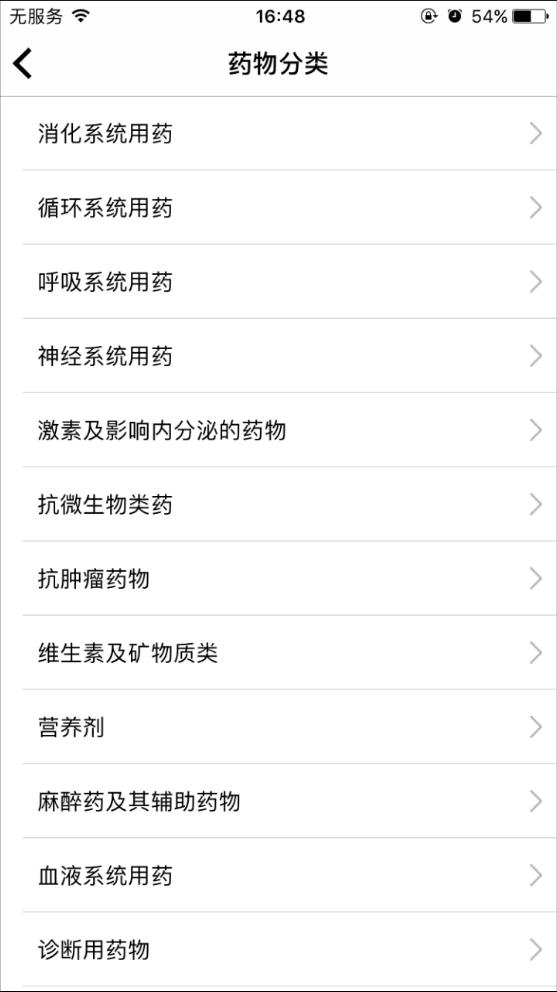 无服务 16:48 54%
药物分类
消化系统用药
循环系统用药
呼吸系统用药
神经系统用药
激素及影响内分泌的药物
抗微生物类药
抗肿瘤药物
维生素及矿物质类
营养剂
麻醉药及其辅助药物
血液系统用药
诊断用药物